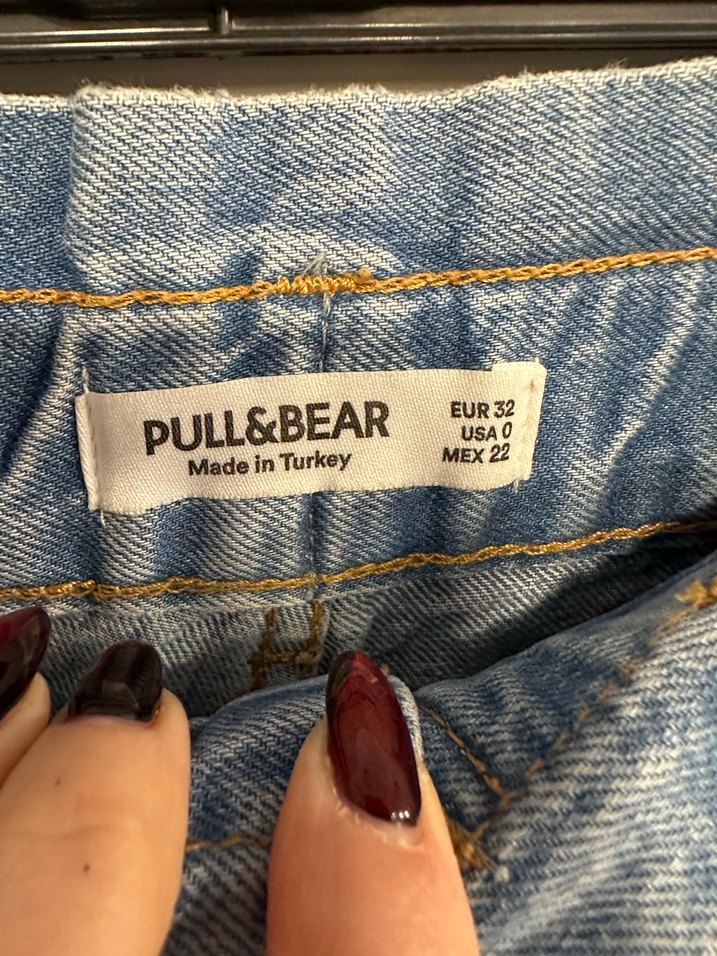 PULL&BEAR
Made in Turkey
EUR 32
USA 0
MEX 22